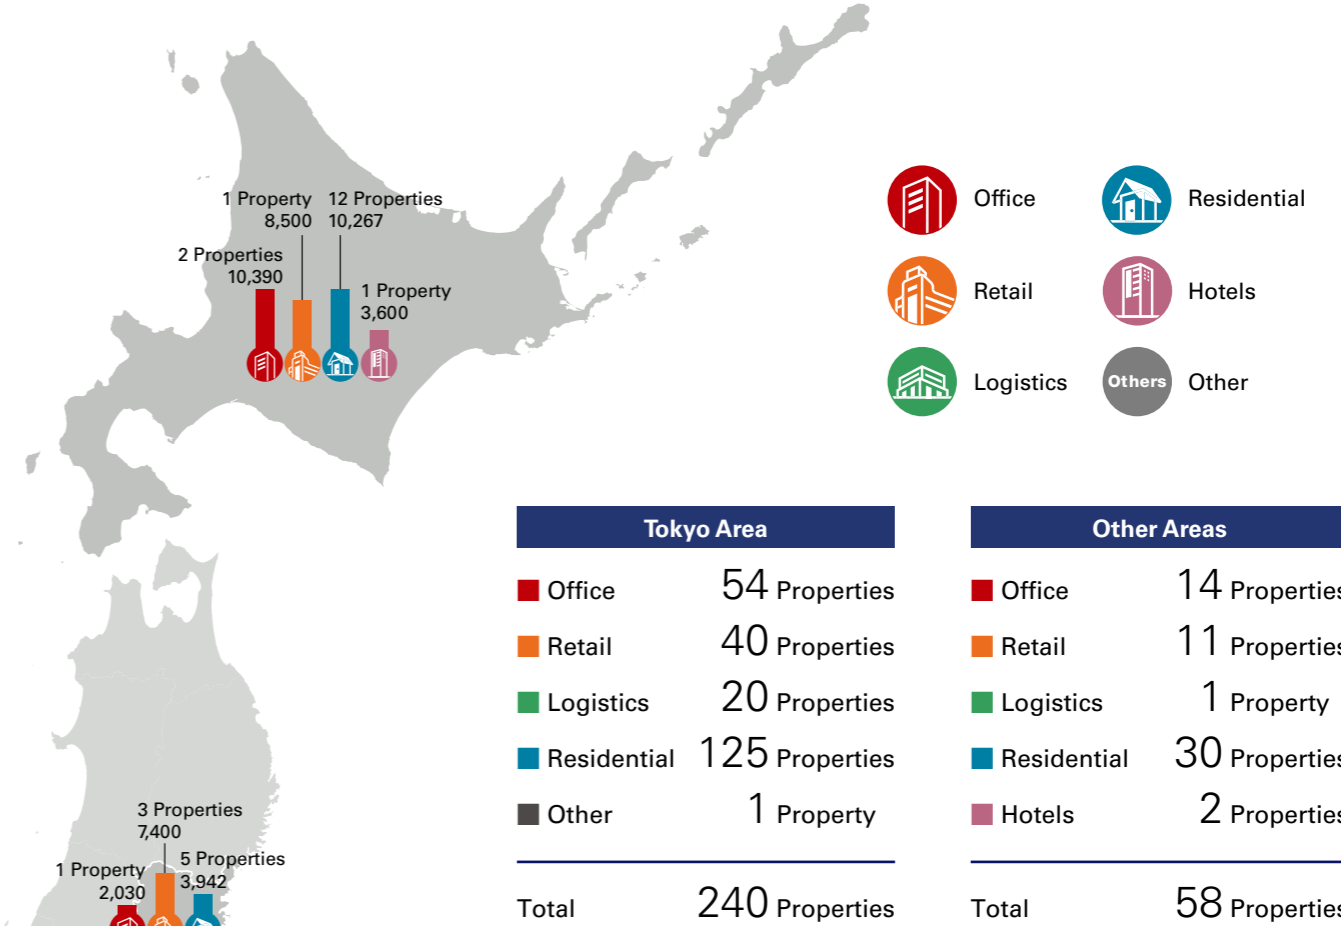 1 Property
8,500
12 Properties
10,267
2 Properties
10,390
1 Property
3,600
Office
Residential
Retail
Hotels
Logistics
Others
Other
Tokyo Area
Office 54 Properties
Retail 40 Properties
Logistics 20 Properties
Residential 125 Properties
Other 1 Property
Total 240 Properties
Other Areas
Office 14 Properties
Retail 11 Properties
Logistics 1 Property
Residential 30 Properties
Hotels 2 Properties
Total 58 Properties
3 Properties
7,400
1 Property
2,030
5 Properties
3,942